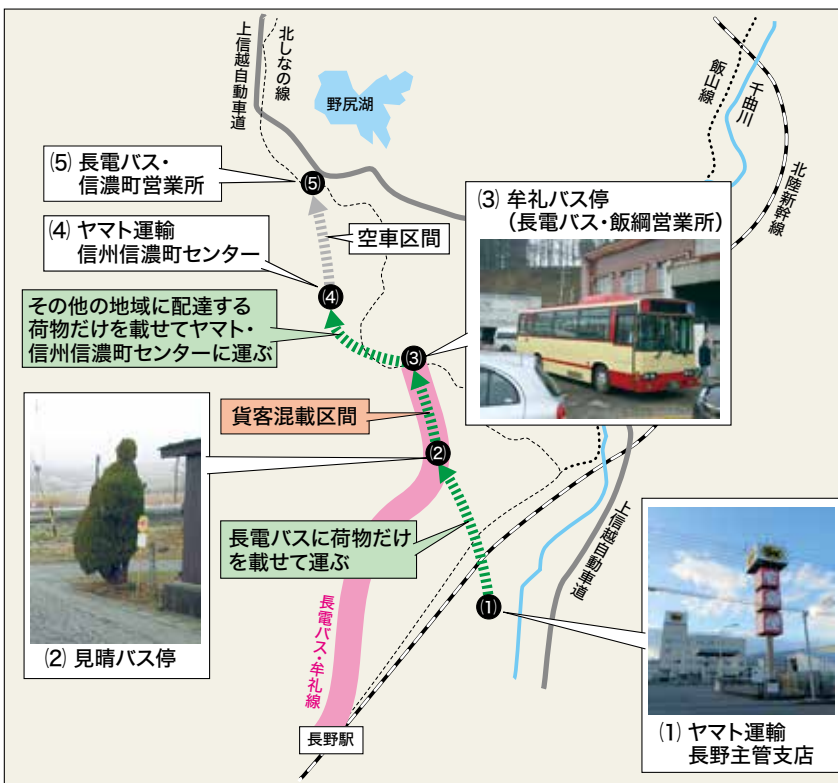 上信越自動車道
北しなの線
野尻湖
飯山線
千曲川
北陸新幹線
(5) 長電バス・
信濃町営業所
(5)
(4) ヤマト運輸
信州信濃町センター
空車区間
(4)
(3) 牟礼バス停
(長電バス・飯綱営業所)
その他の地域に配達する
荷物だけを載せてヤマト・
信州信濃町センターに運ぶ
(3)
貨客混載区間
(2)
長電バスに荷物だけ
を載せて運ぶ
(2) 見晴バス停
(1)
上信越自動車道
長電バス・牟礼線
長野駅
(1) ヤマト運輸
長野主管支店